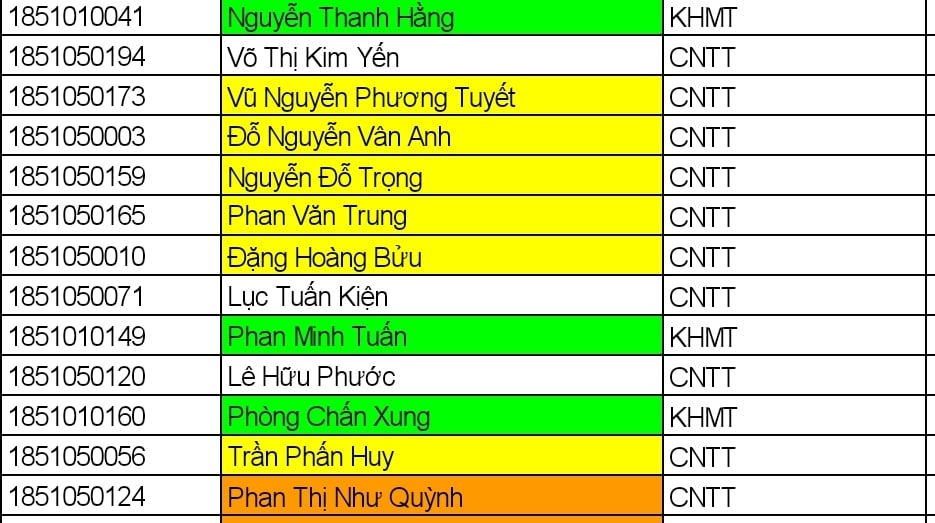 1851010041 Nguyễn Thanh Hằng KHMT
1851050194 Võ Thị Kim Yến CNTT
1851050173 Vũ Nguyễn Phương Tuyết CNTT
1851050003 Đỗ Nguyễn Vân Anh CNTT
1851050159 Nguyễn Đỗ Trọng CNTT
1851050165 Phan Văn Trung CNTT
1851050010 Đặng Hoàng Bửu CNTT
1851050071 Lục Tuấn Kiện CNTT
1851010149 Phan Minh Tuấn KHMT
1851050120 Lê Hữu Phước CNTT
1851010160 Phòng Chấn Xung KHMT
1851050056 Trần Phấn Huy CNTT
1851050124 Phan Thị Như Quỳnh CNTT